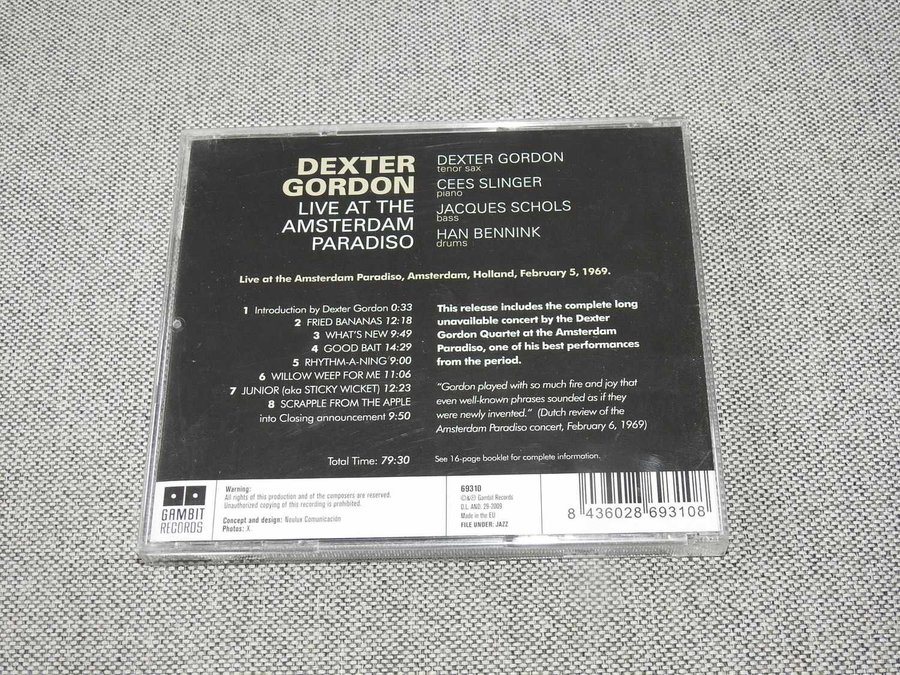 DEXTER
GORDON
LIVE AT THE
AMSTERDAM
PARADISO
DEXTER GORDON
tenor sax
CEES SLINGER
piano
JACQUES SCHOLS
bass
HAN BENNINK
drums
Live at the Amsterdam Paradiso, Amsterdam, Holland, February 5, 1969.
1 Introduction by Dexter Gordon 0:33
2 FRIED BANANAS 12:18
3 WHAT'S NEW 9:49
4 GOOD BAIT 14:29
5 RHYTHM-A-NING 9:00
6 WILLOW WEEP FOR ME 11:06
7 JUNIOR (aka STICKY WICKET) 12:23
8 SCRAPPLE FROM THE APPLE
into Closing announcement 9:50
Total Time: 79:30
This release includes the complete long
unavailable concert by the Dexter
Gordon Quartet at the Amsterdam
Paradiso, one of his best performances
from the period.
"Gordon played with so much fire and joy that
even well-known phrases sounded as if they
were newly invented." (Dutch review of the
Amsterdam Paradiso concert, February 6, 1969)
See 16-page booklet for complete information.
GAMBIT
RECORDS
Warning:
All rights of this production and of the composers are reserved.
Unauthorized copying of this recording is prohibited.
Concept and design: Noulux Comunicación
Photos: X
69310
©&℗ Gambit Records
D.L. AND: 29-2009
Made in the EU
FILE UNDER: JAZZ
8 436028 693108